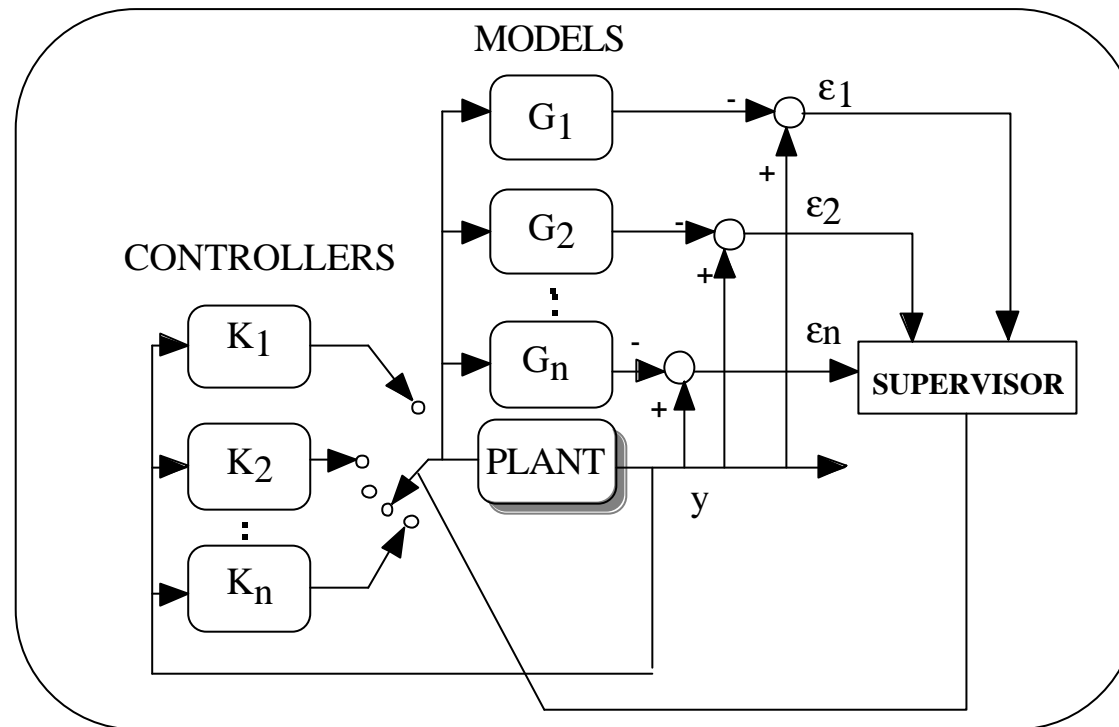 MODELS
G1
-
ε1
+
G2
-
ε2
+
CONTROLLERS
K1
Gn
-
εn
+
SUPERVISOR
K2
PLANT
y
Kn